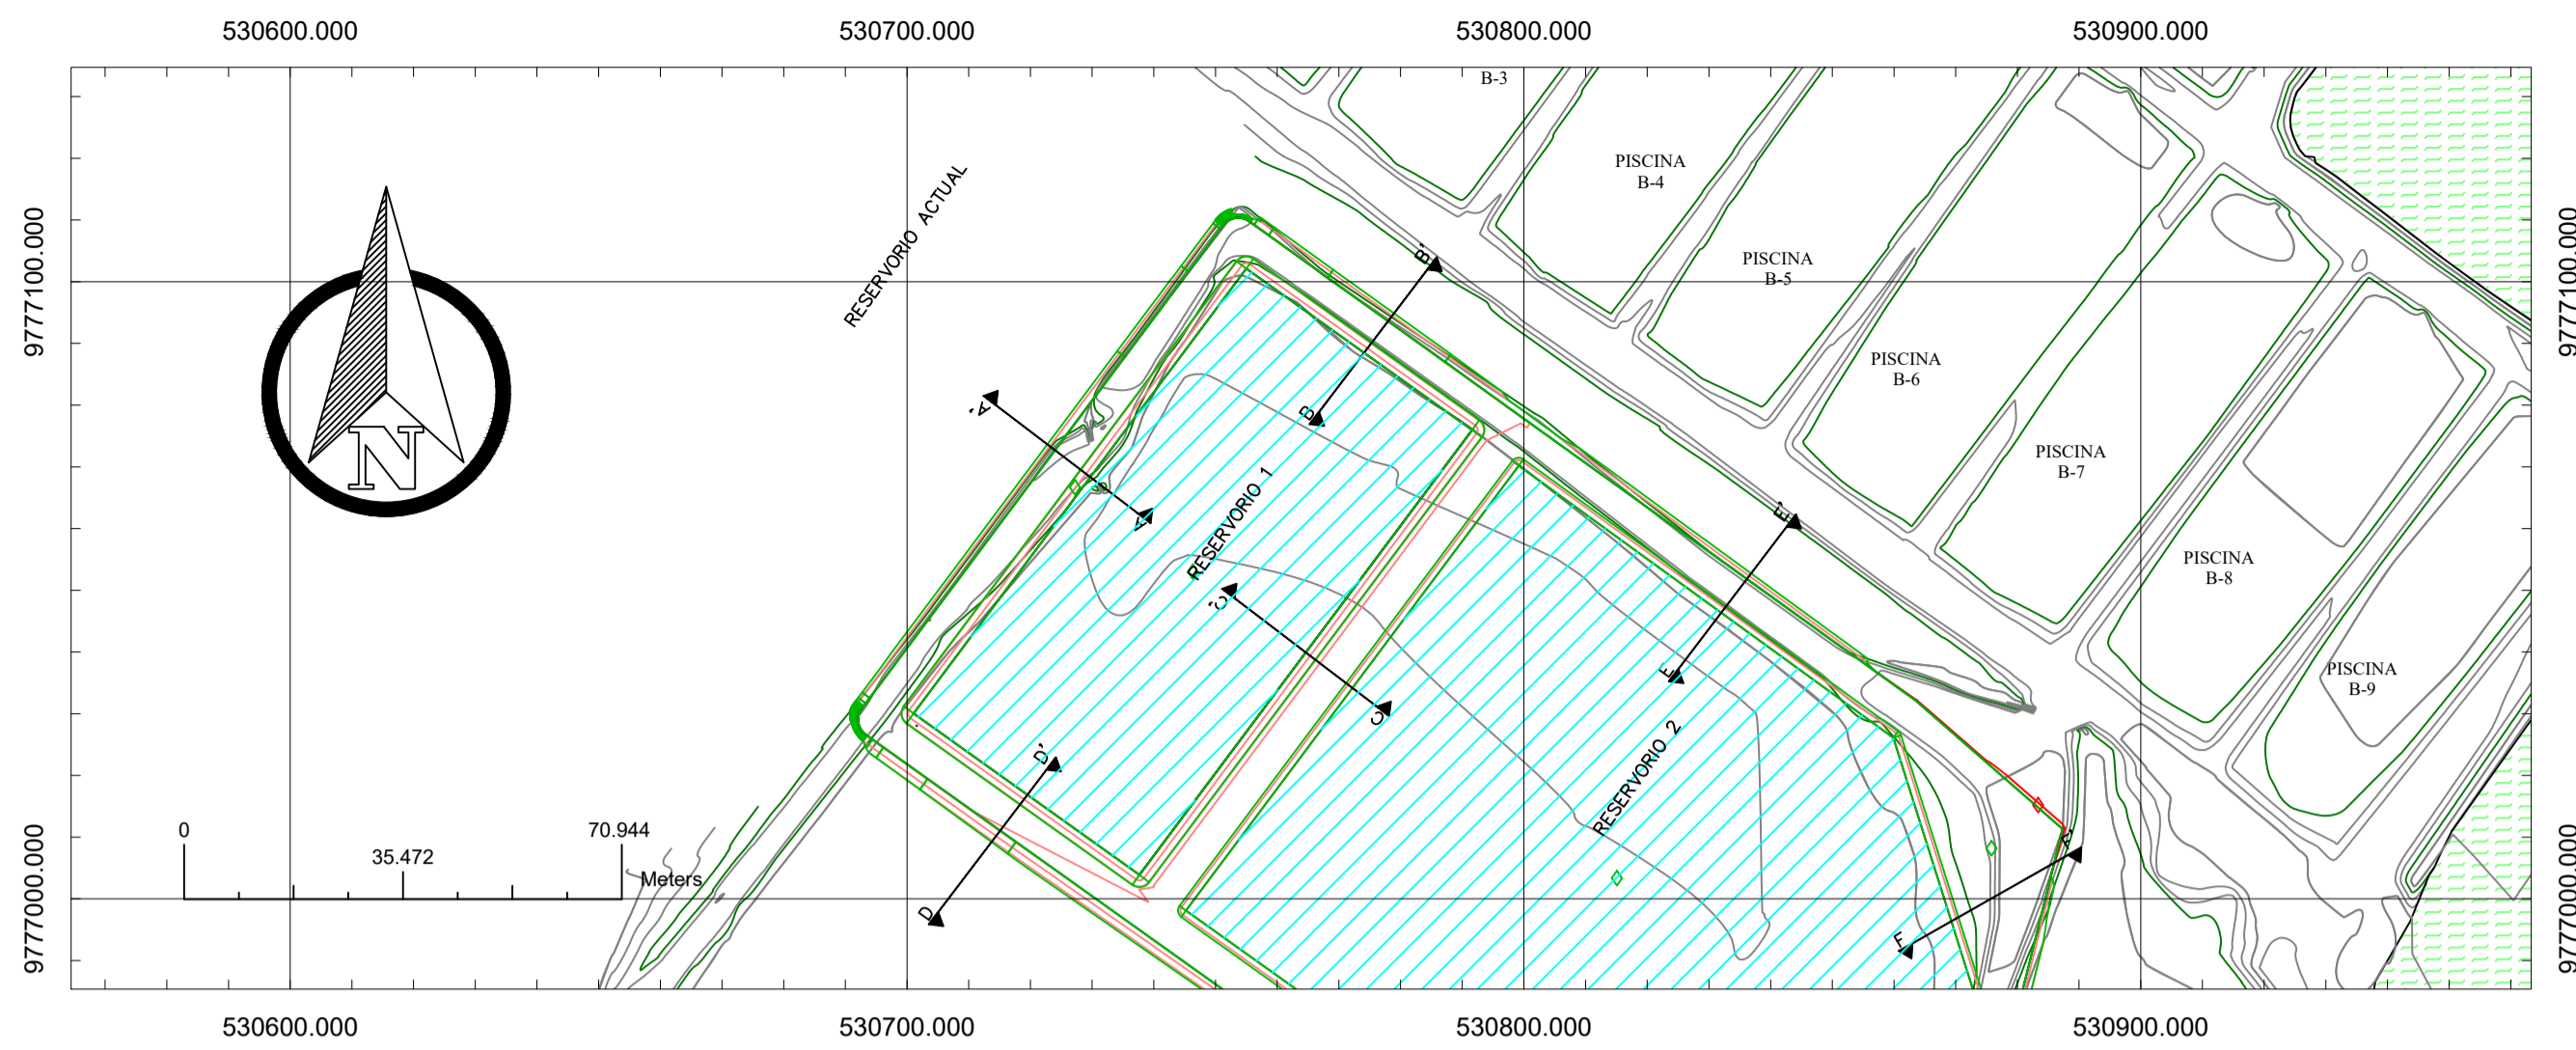 530600.000
530700.000
530800.000
530900.000
B-3
PISCINA
B-4
PISCINA
B-5
PISCINA
B-6
PISCINA
B-7
PISCINA
B-8
PISCINA
B-9
9777100.000
9777100.000
RESERVORIO ACTUAL
B'
B
A'
A
RESERVORIO 1
E'
E
C'
C
RESERVORIO 2
D'
D
F'
F
N
0
35.472
70.944
Meters
9777000.000
9777000.000
530600.000
530700.000
530800.000
530900.000